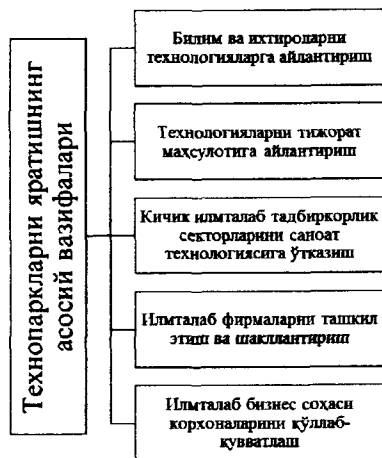 Технопаркларни яратишнинг
асосий вазифалари
Билим ва ихтироларни
технологияларга айлантириш
Технологияларни тижорат
маҳсулотига айлантириш
Кичик илмталаб тадбиркорлик
секторларини саноат
технологиясига ўтказиш
Илмталаб фирмаларни ташкил
этиш ва шакллантириш
Илмталаб бизнес соҳаси
корхоналарини қўллаб-
қувватлаш